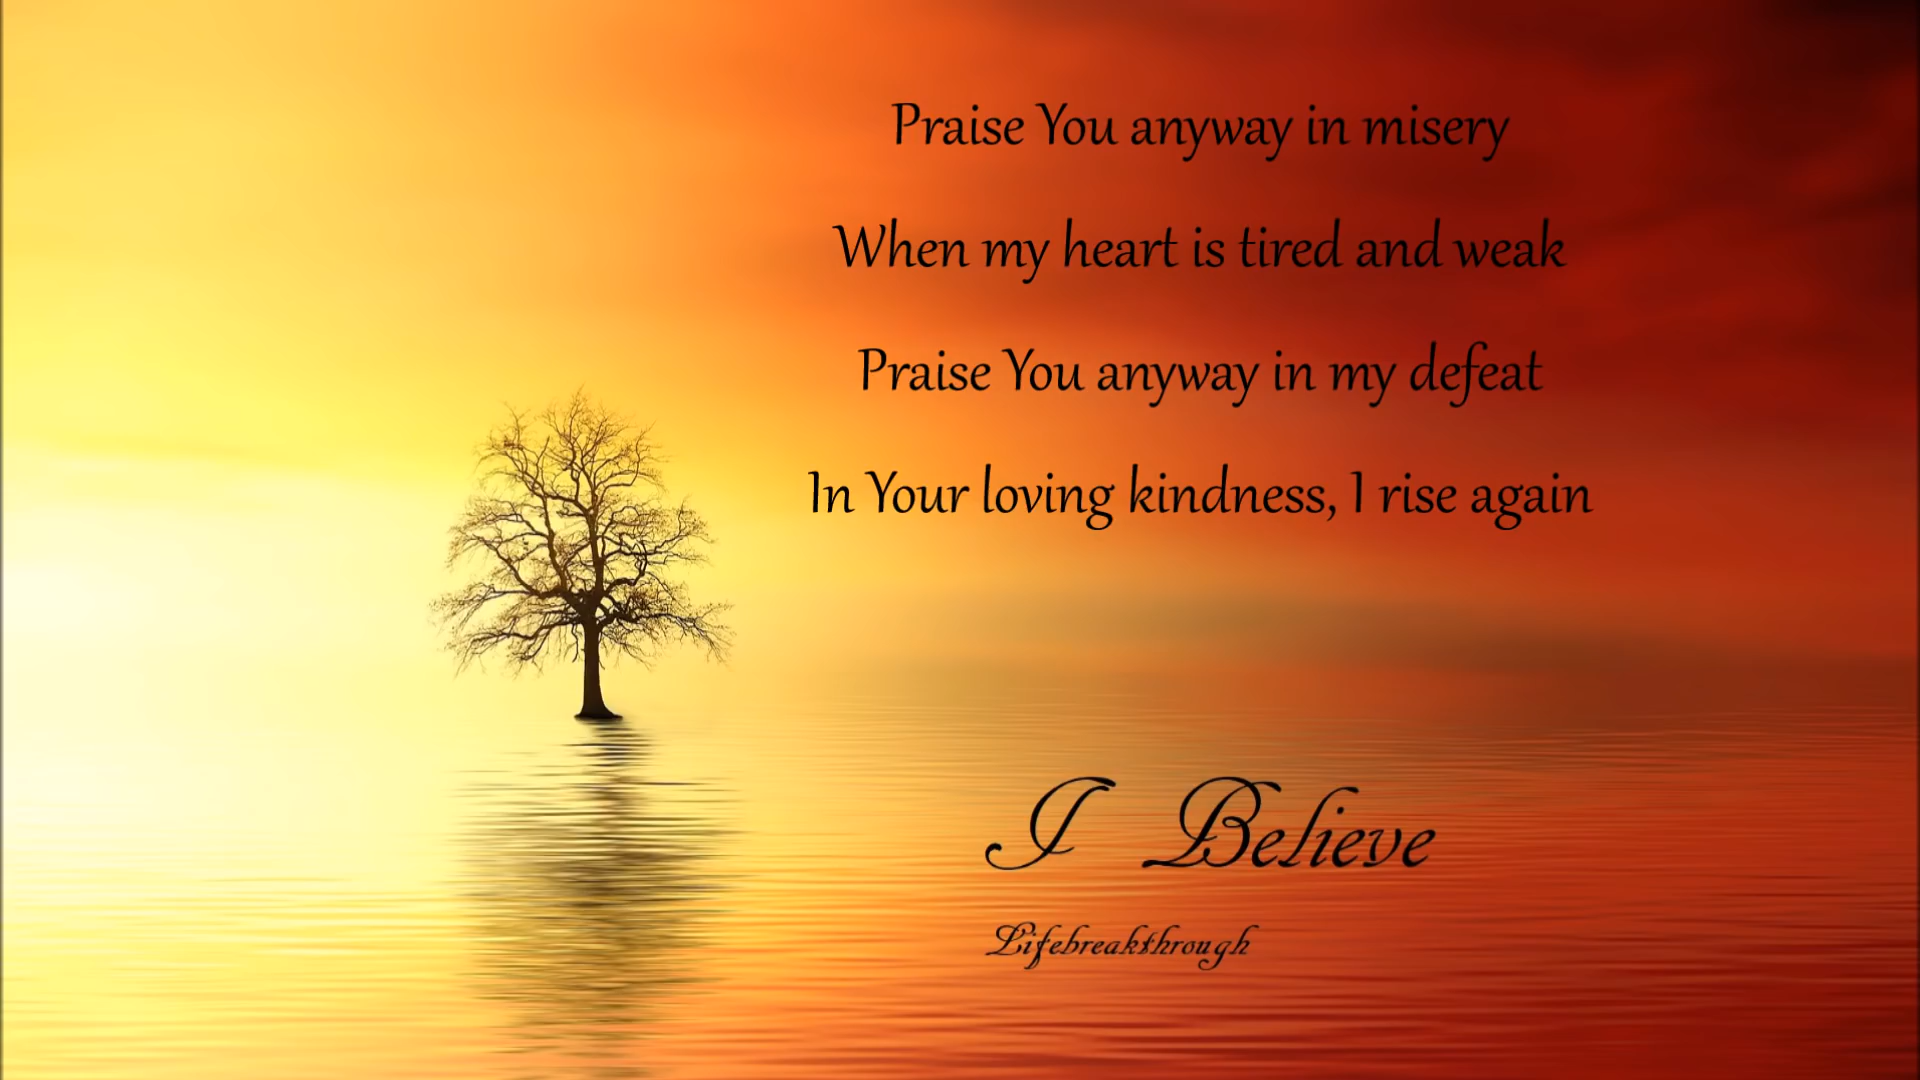 Praise You anyway in misery
When my heart is tired and weak
Praise You anyway in my defeat
In Your loving kindness, I rise again
I Believe
Lifebreakthrough